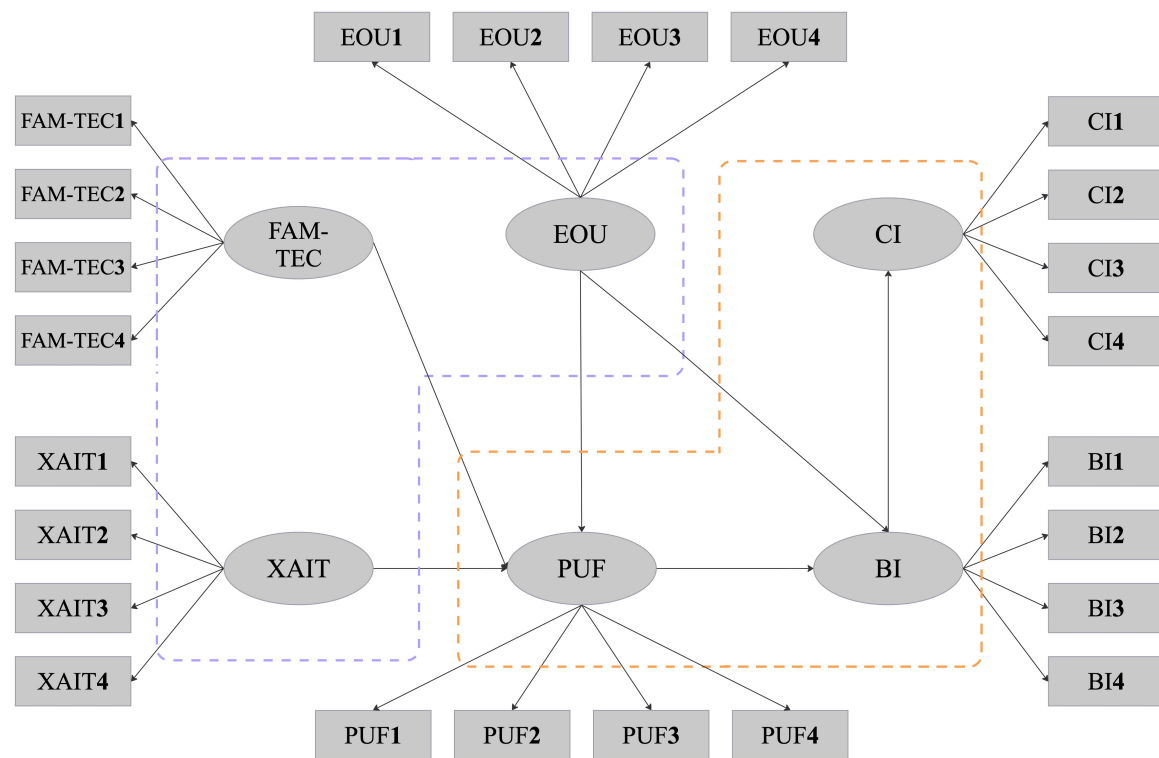 EOU1
EOU2
EOU3
EOU4
FAM-TEC1
FAM-TEC2
FAM-TEC3
FAM-TEC4
FAM-
TEC
EOU
CI
CI1
CI2
CI3
CI4
XAIT1
XAIT2
XAIT3
XAIT4
XAIT
PUF
BI
BI1
BI2
BI3
BI4
PUF1
PUF2
PUF3
PUF4